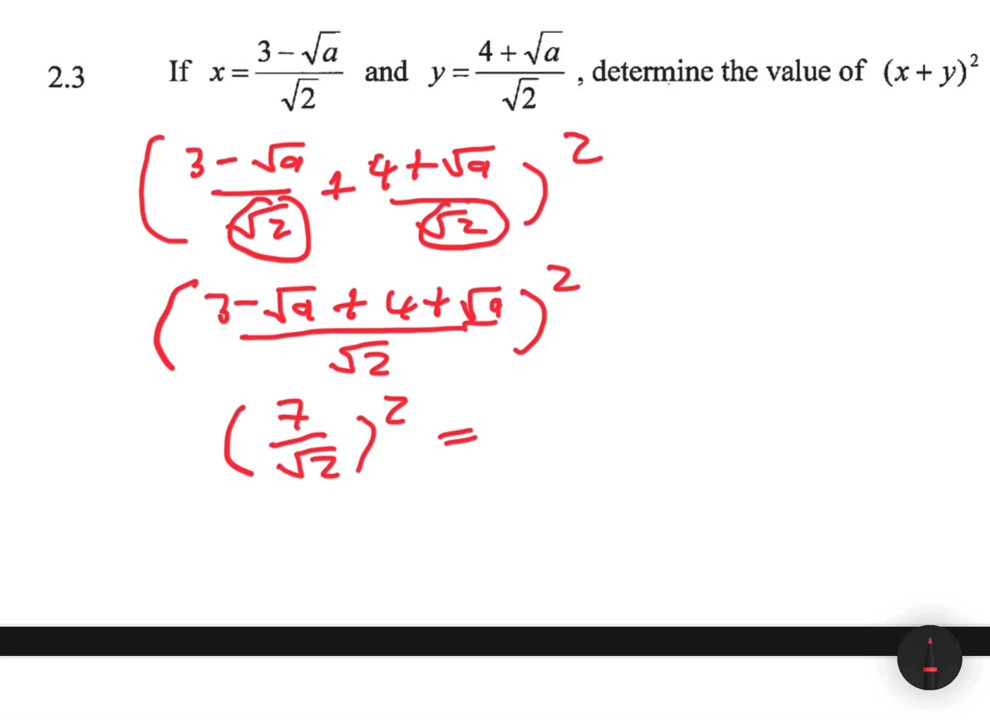 2.3 If x = (3 − √a)/√2 and y = (4 + √a)/√2 , determine the value of (x + y)²
((3 − √a)/√2 + (4 + √a)/√2)²
((3 − √a + 4 + √a)/√2)²
(7/√2)² =